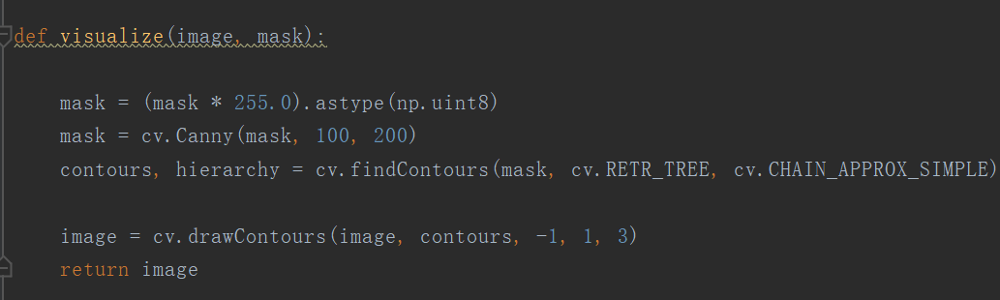 def visualize(image, mask):
mask = (mask * 255.0).astype(np.uint8)
mask = cv.Canny(mask, 100, 200)
contours, hierarchy = cv.findContours(mask, cv.RETR_TREE, cv.CHAIN_APPROX_SIMPLE)
image = cv.drawContours(image, contours, -1, 1, 3)
return image